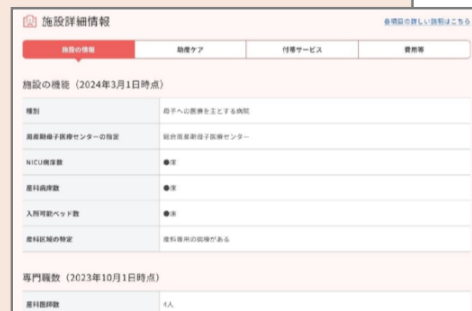 施設詳細情報
各項目の詳しい説明はこちら
施設の情報 助産ケア 付帯サービス 費用等
施設の機能（2024年3月1日時点）
種別 母子への医療を主とする病院
周産期母子医療センターの指定 総合周産期母子医療センター
NICU病床数 ●床
産科病床数 ●床
入院可能ベッド数 ●床
産科区域の特定 産科専用の病棟がある
専門職数（2023年10月1日時点）
産科医師数 4人